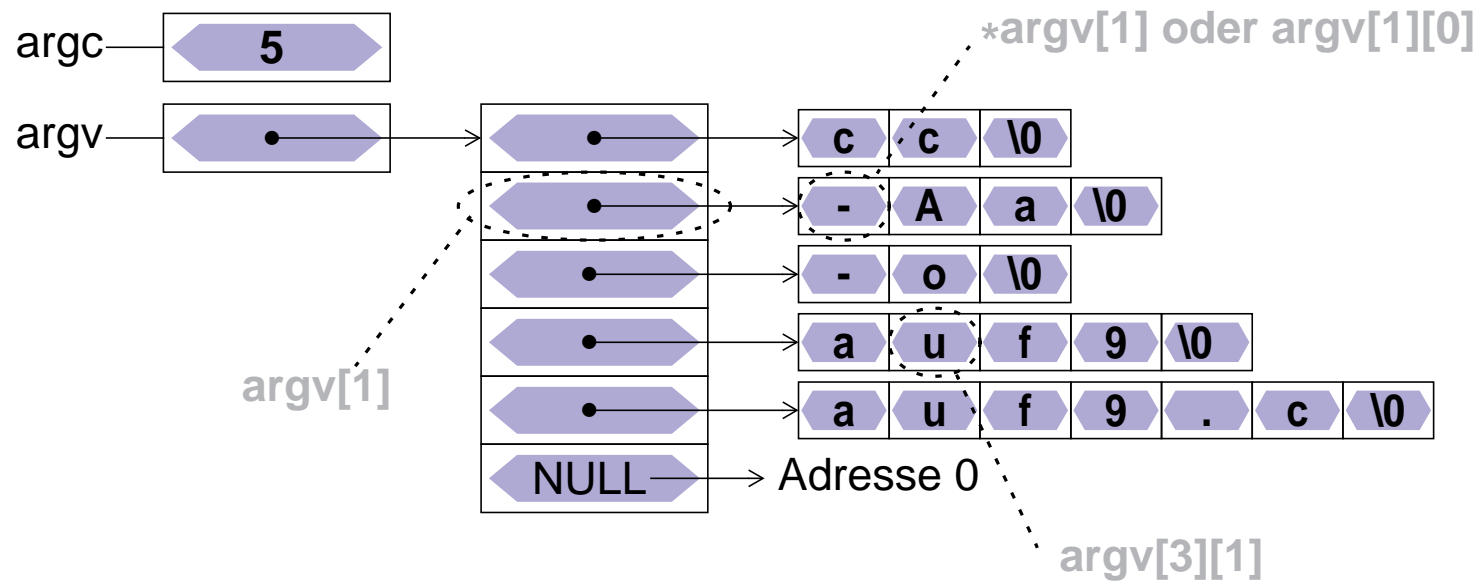 *argv[1] oder argv[1][0]
argc 5
argv
c c \0
- A a \0
- o \0
a u f 9 \0
argv[1]
a u f 9 . c \0
NULL Adresse 0
argv[3][1]